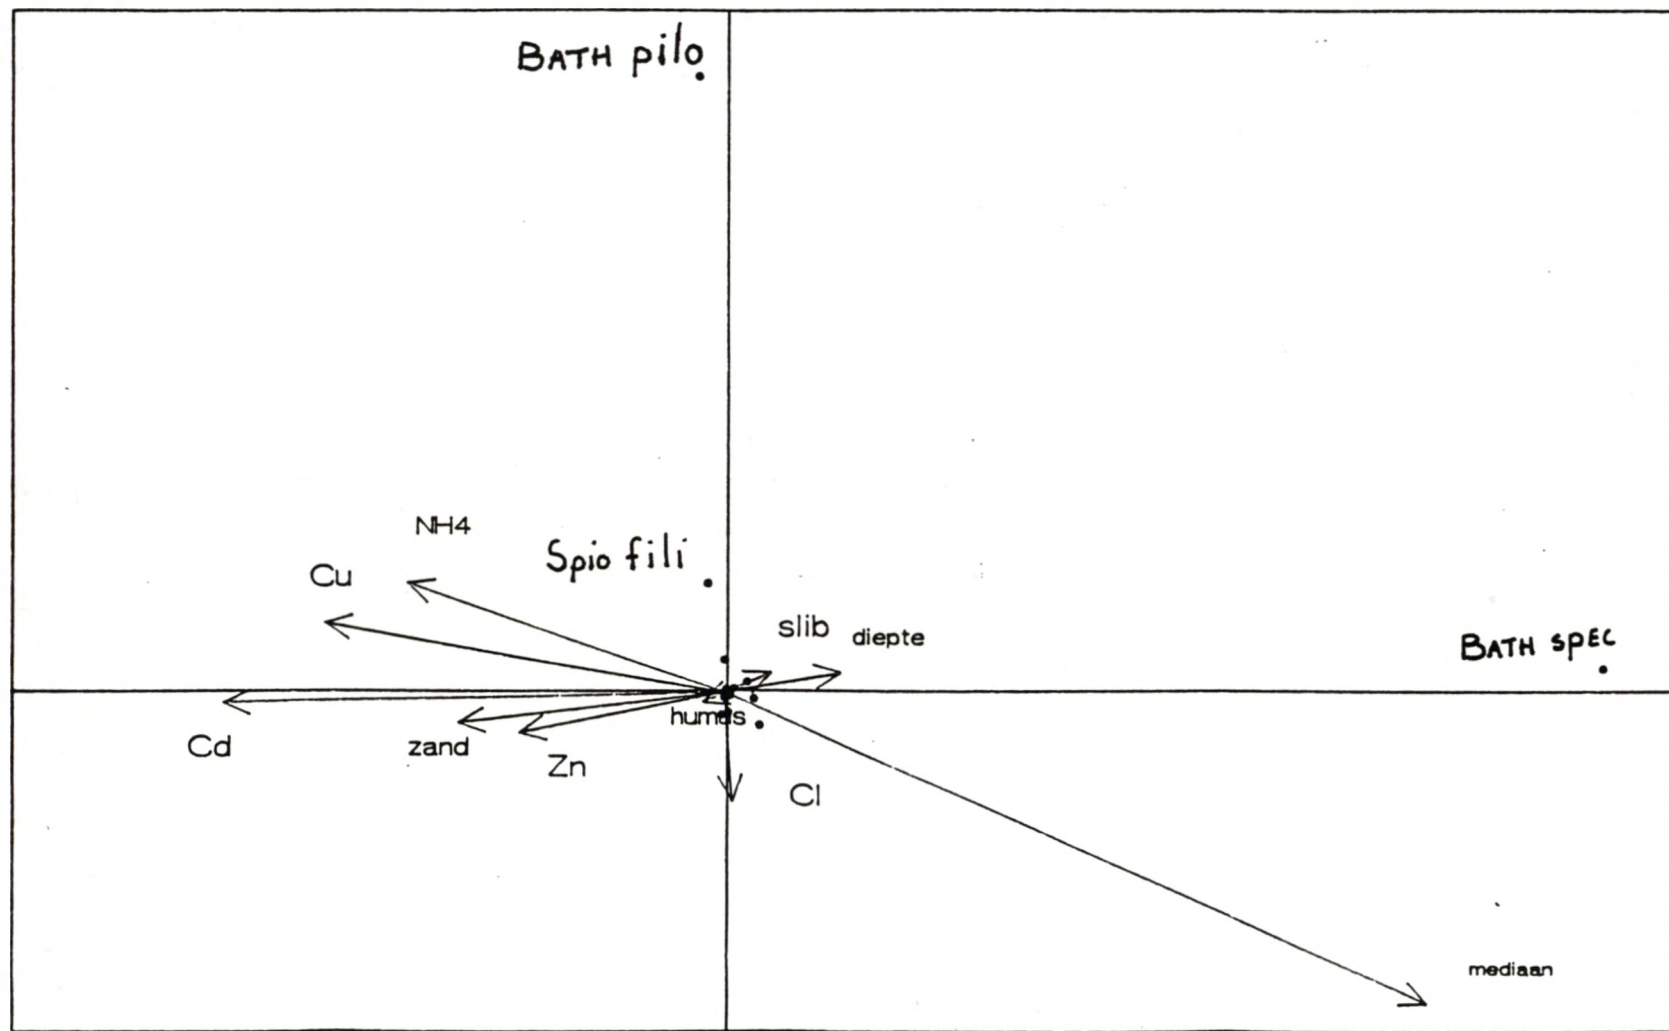 BATH pilo
NH4
Spio fili
Cu
slib
diepte
BATH SPEC
humus
Cd
zand
Zn
Cl
mediaan